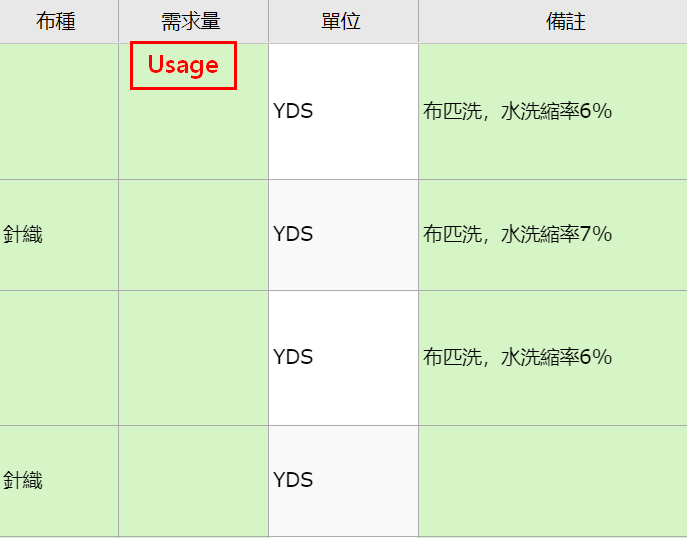 布種 需求量 單位 備註
Usage
YDS 布匹洗，水洗縮率6%
針織 YDS 布匹洗，水洗縮率7%
YDS 布匹洗，水洗縮率6%
針織 YDS